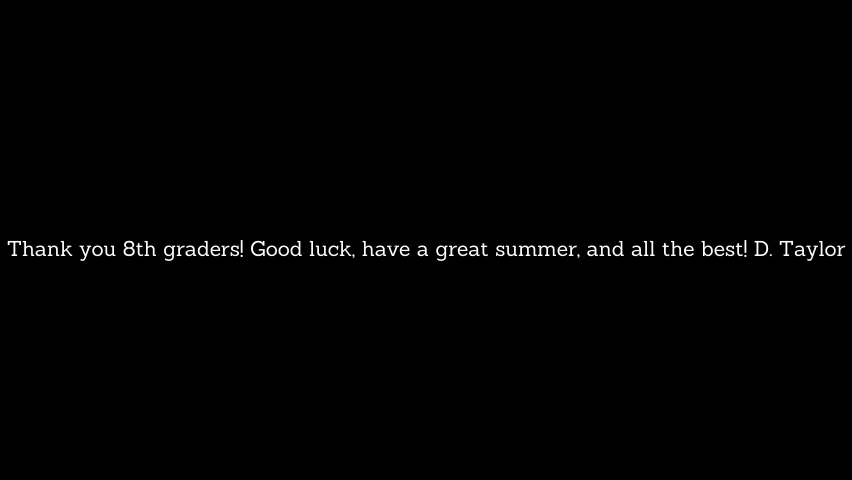 Thank you 8th graders! Good luck, have a great summer, and all the best! D. Taylor